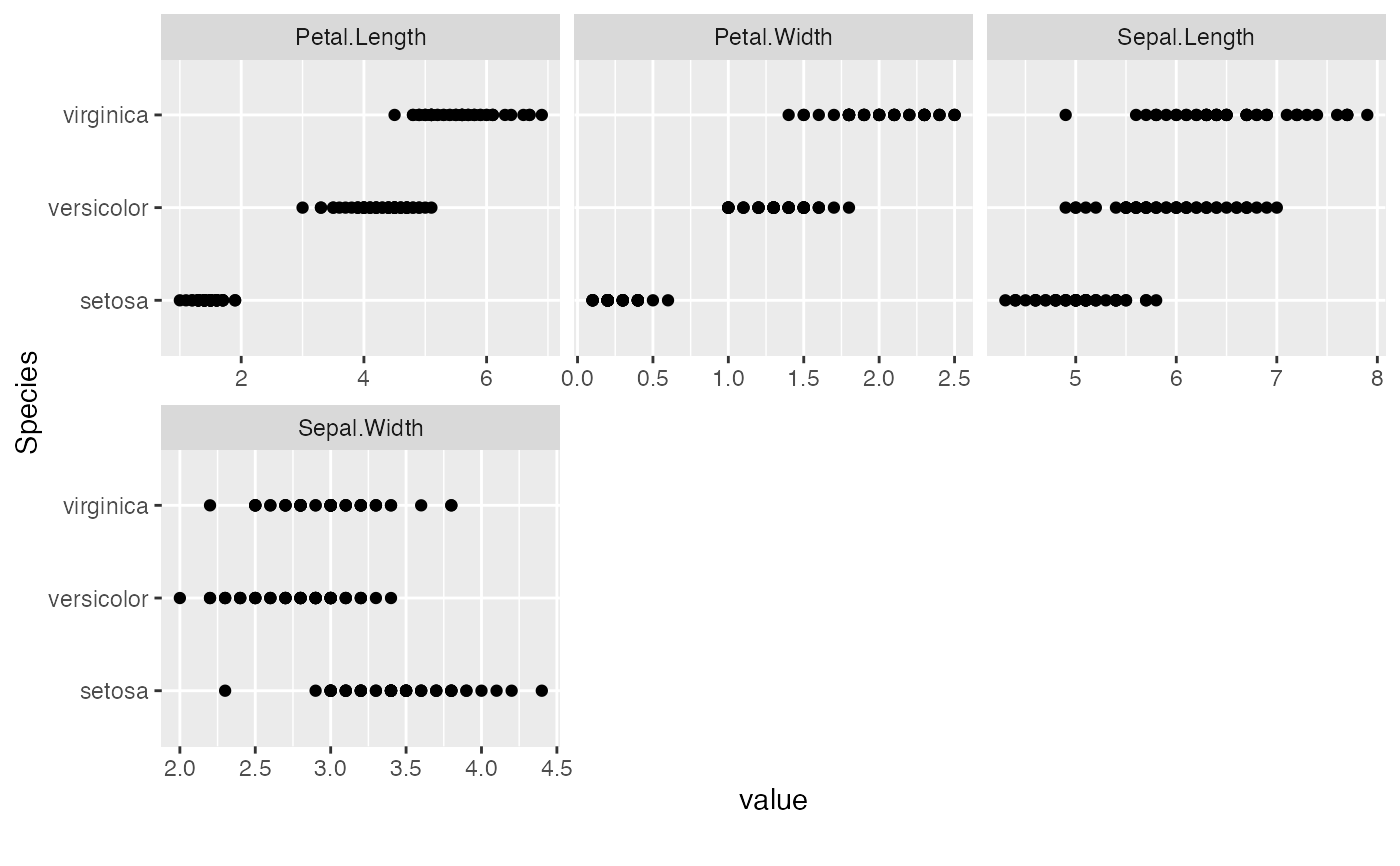 Petal.Length Petal.Width Sepal.Length
virginica
versicolor
setosa
2 4 6 0.0 0.5 1.0 1.5 2.0 2.5 5 6 7 8
Species
Sepal.Width
virginica
versicolor
setosa
2.0 2.5 3.0 3.5 4.0 4.5
value